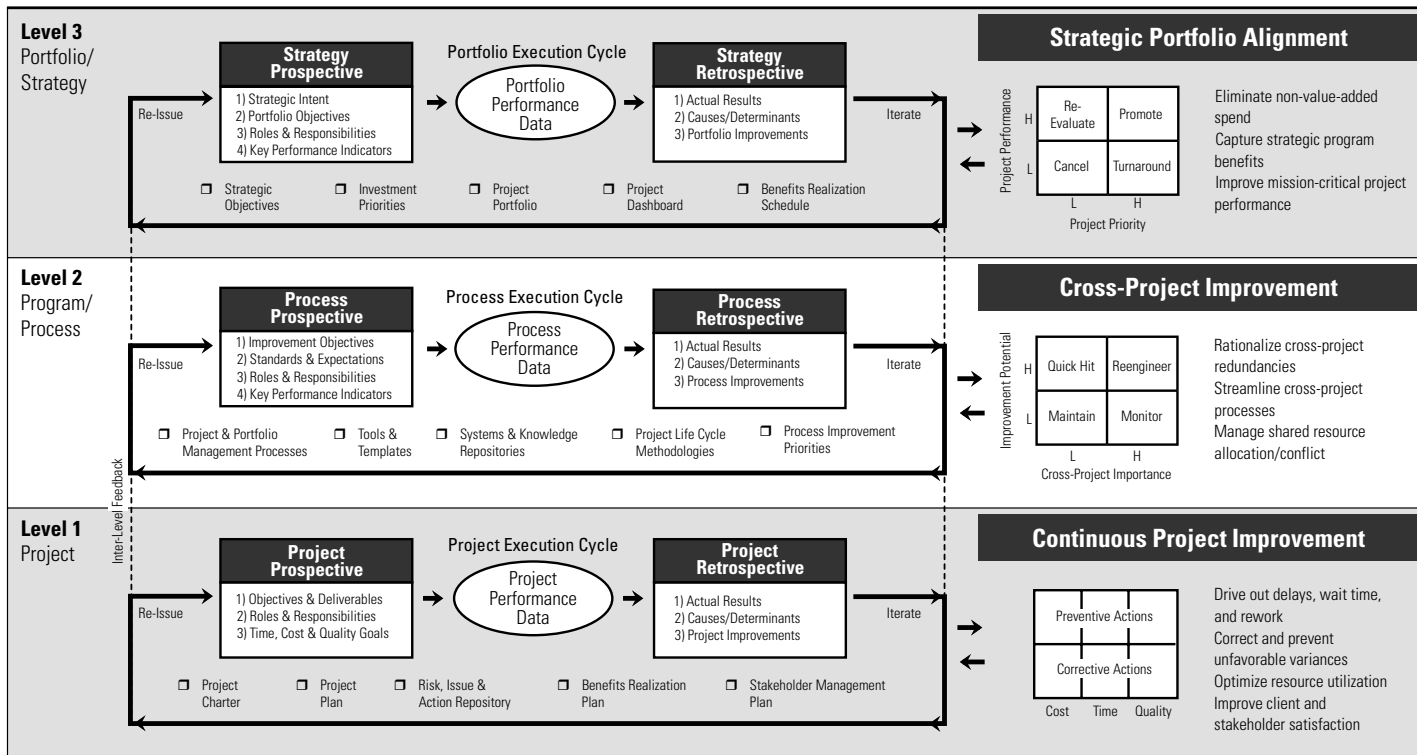 Level 3
Portfolio/
Strategy
Re-Issue
Strategy
Prospective
1) Strategic Intent
2) Portfolio Objectives
3) Roles & Responsibilities
4) Key Performance Indicators
Portfolio Execution Cycle
Portfolio
Performance
Data
Strategy
Retrospective
1) Actual Results
2) Causes/Determinants
3) Portfolio Improvements
Iterate
Strategic
Objectives
Investment
Priorities
Project
Portfolio
Project
Dashboard
Benefits Realization
Schedule
Strategic Portfolio Alignment
Project Performance
H
L
Re-
Evaluate
Promote
Cancel
Turnaround
L
H
Project Priority
Eliminate non-value-added
spend
Capture strategic program
benefits
Improve mission-critical project
performance
Level 2
Program/
Process
Re-Issue
Process
Prospective
1) Improvement Objectives
2) Standards & Expectations
3) Roles & Responsibilities
4) Key Performance Indicators
Process Execution Cycle
Process
Performance
Data
Process
Retrospective
1) Actual Results
2) Causes/Determinants
3) Process Improvements
Iterate
Project & Portfolio
Management Processes
Tools &
Templates
Systems & Knowledge
Repositories
Project Life Cycle
Methodologies
Process Improvement
Priorities
Cross-Project Improvement
Improvement Potential
H
L
Quick Hit
Reengineer
Maintain
Monitor
L
H
Cross-Project Importance
Rationalize cross-project
redundancies
Streamline cross-project
processes
Manage shared resource
allocation/conflict
Inter-Level Feedback
Level 1
Project
Re-Issue
Project
Prospective
1) Objectives & Deliverables
2) Roles & Responsibilities
3) Time, Cost & Quality Goals
Project Execution Cycle
Project
Performance
Data
Project
Retrospective
1) Actual Results
2) Causes/Determinants
3) Project Improvements
Iterate
Project
Charter
Project
Plan
Risk, Issue &
Action Repository
Benefits Realization
Plan
Stakeholder Management
Plan
Continuous Project Improvement
Preventive Actions
Corrective Actions
Cost
Time
Quality
Drive out delays, wait time,
and rework
Correct and prevent
unfavorable variances
Optimize resource utilization
Improve client and
stakeholder satisfaction